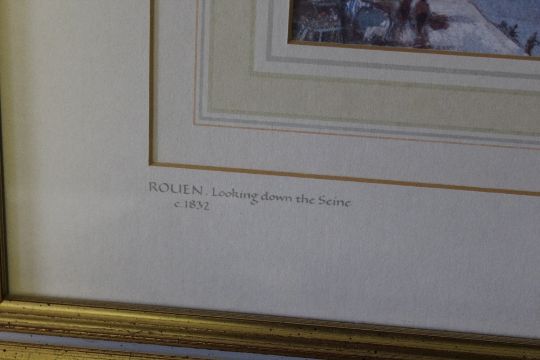 ROUEN. Looking down the Seine
c.1832